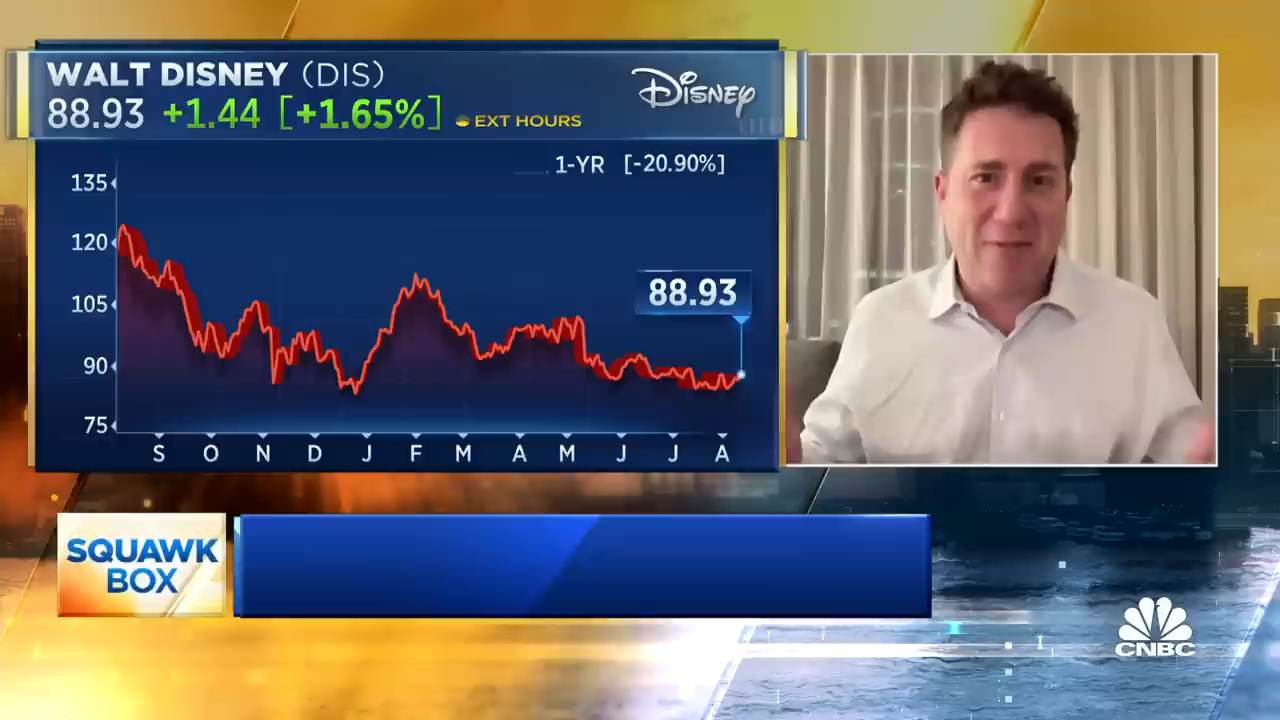 WALT DISNEY (DIS)
88.93 +1.44 [+1.65%] EXT HOURS
DISNEY
1-YR [-20.90%]
135
120
105
90
75
88.93
S O N D J F M A M J J A
SQUAWK
BOX
CNBC